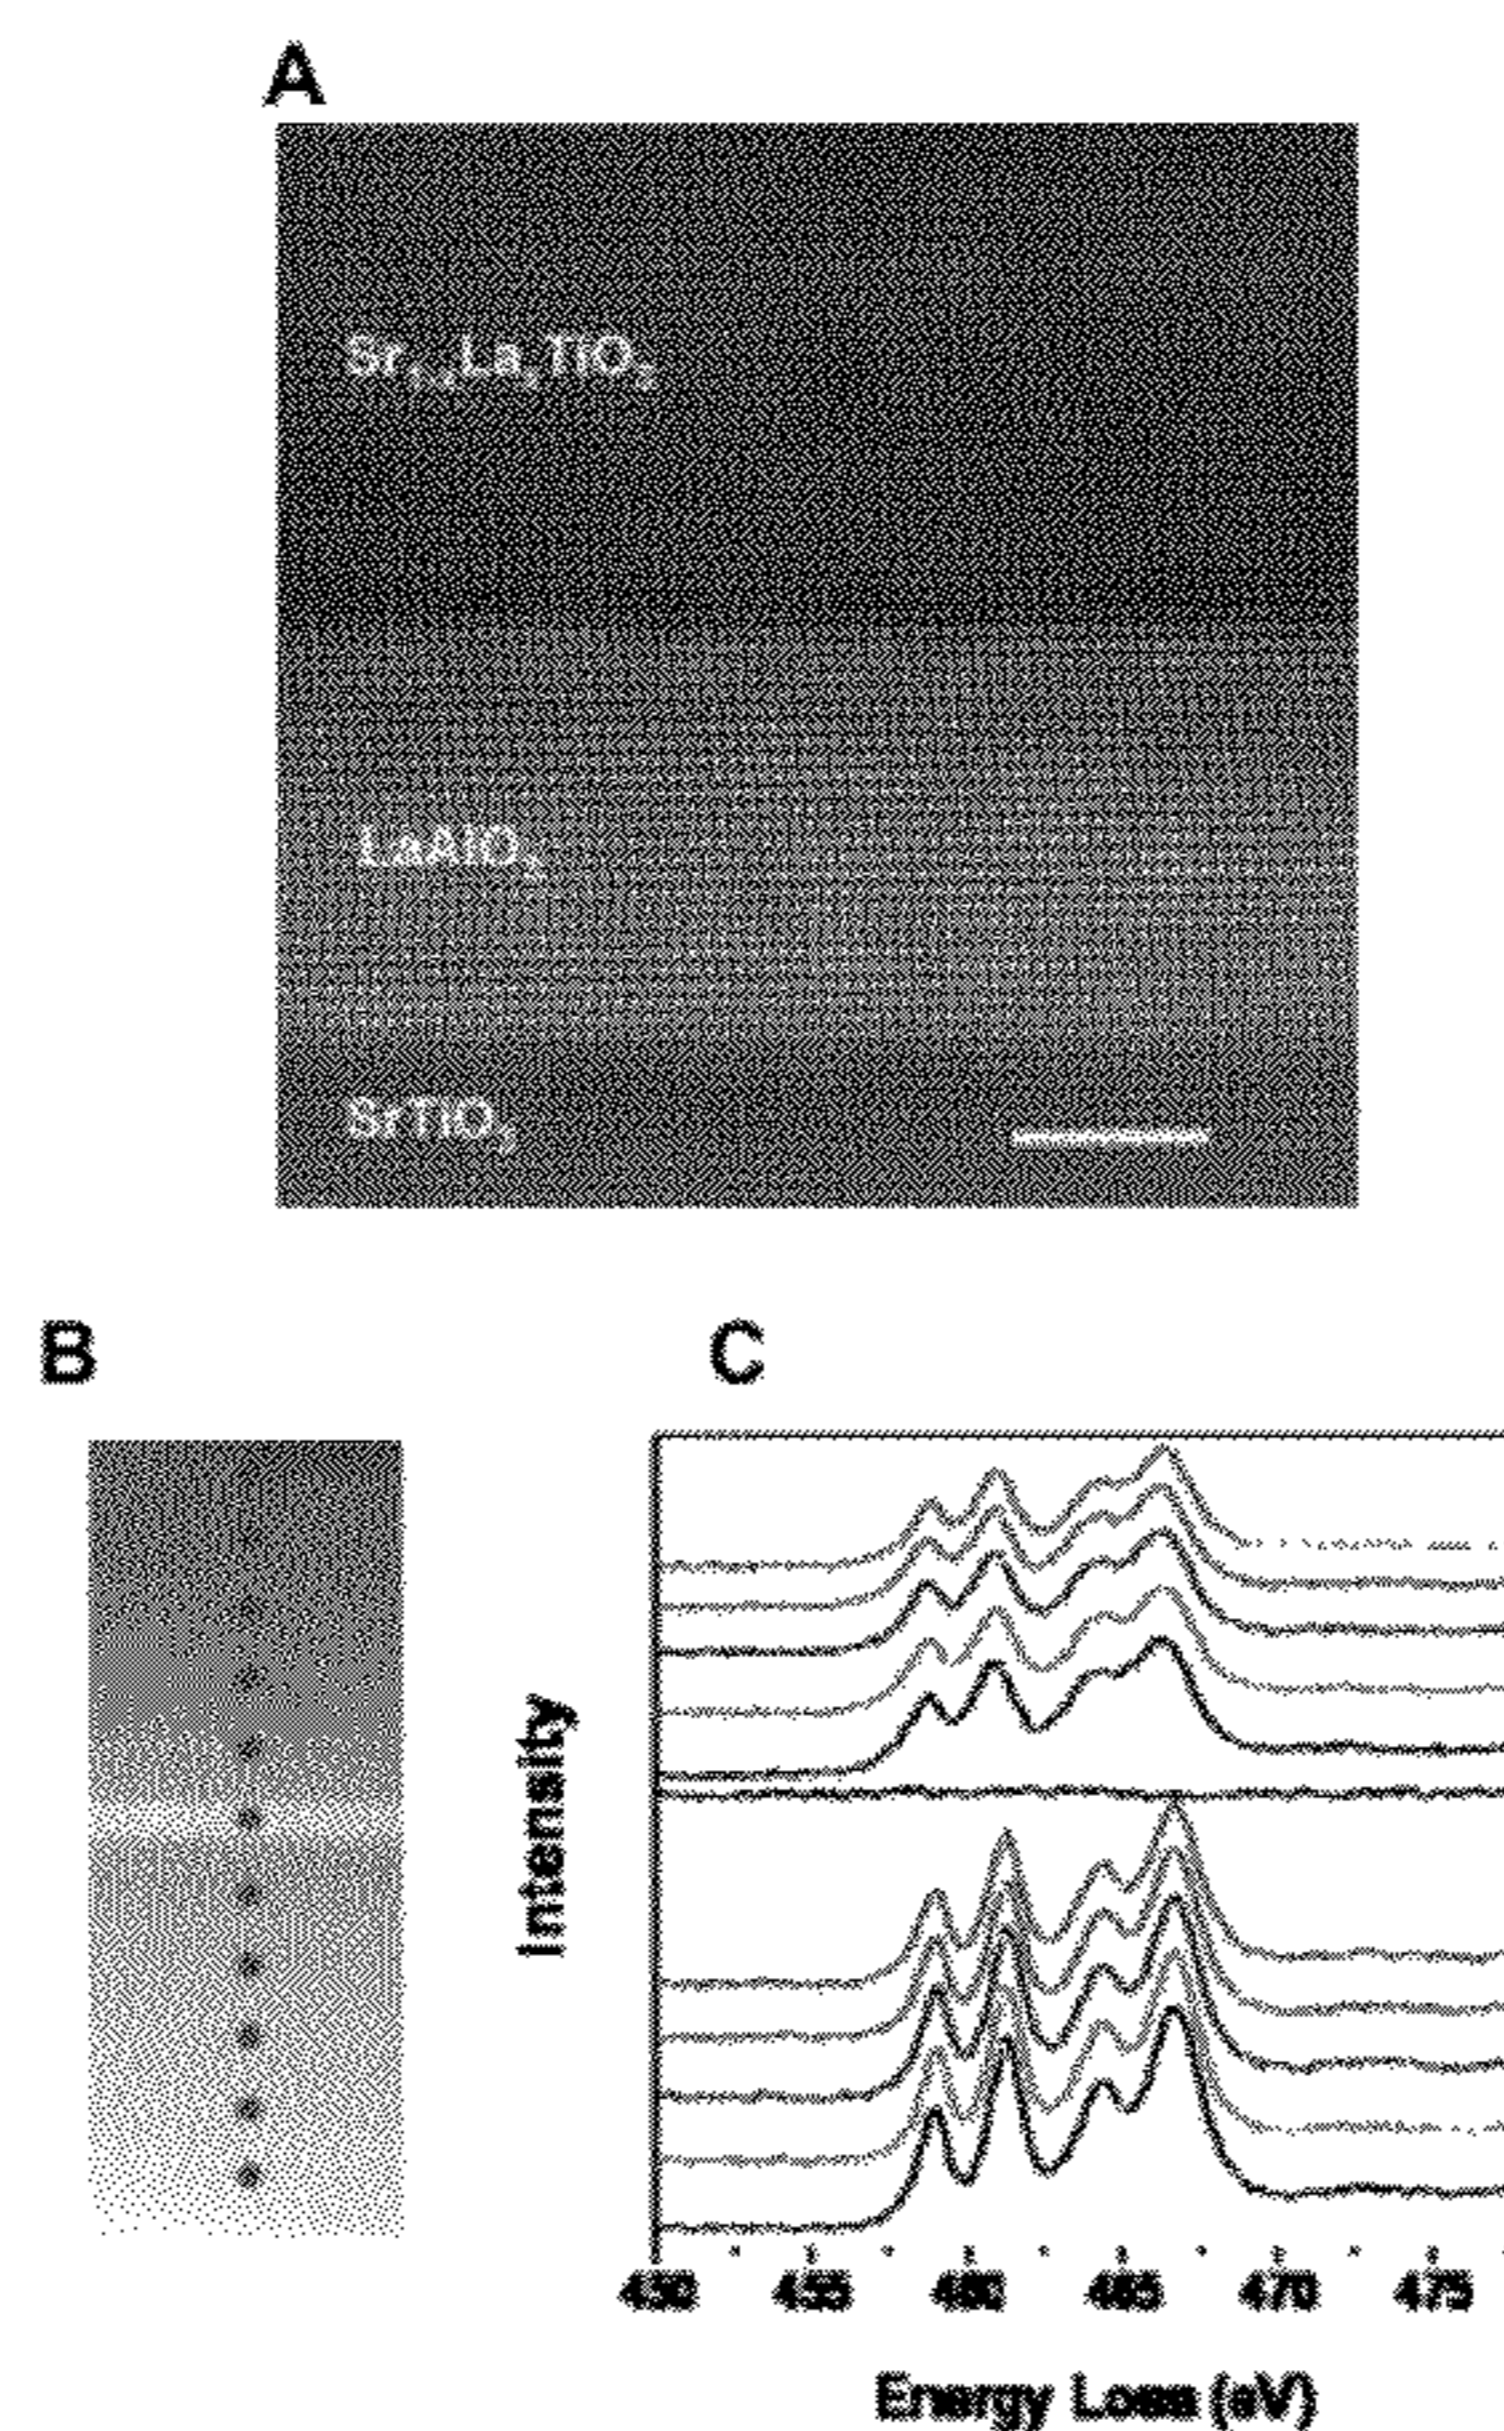 A
Sr₁₋ₓLaₓTiO₃
LaAlO₃
SrTiO₃
B
C
Intensity
450 455 460 465 470 475
Energy Loss (eV)